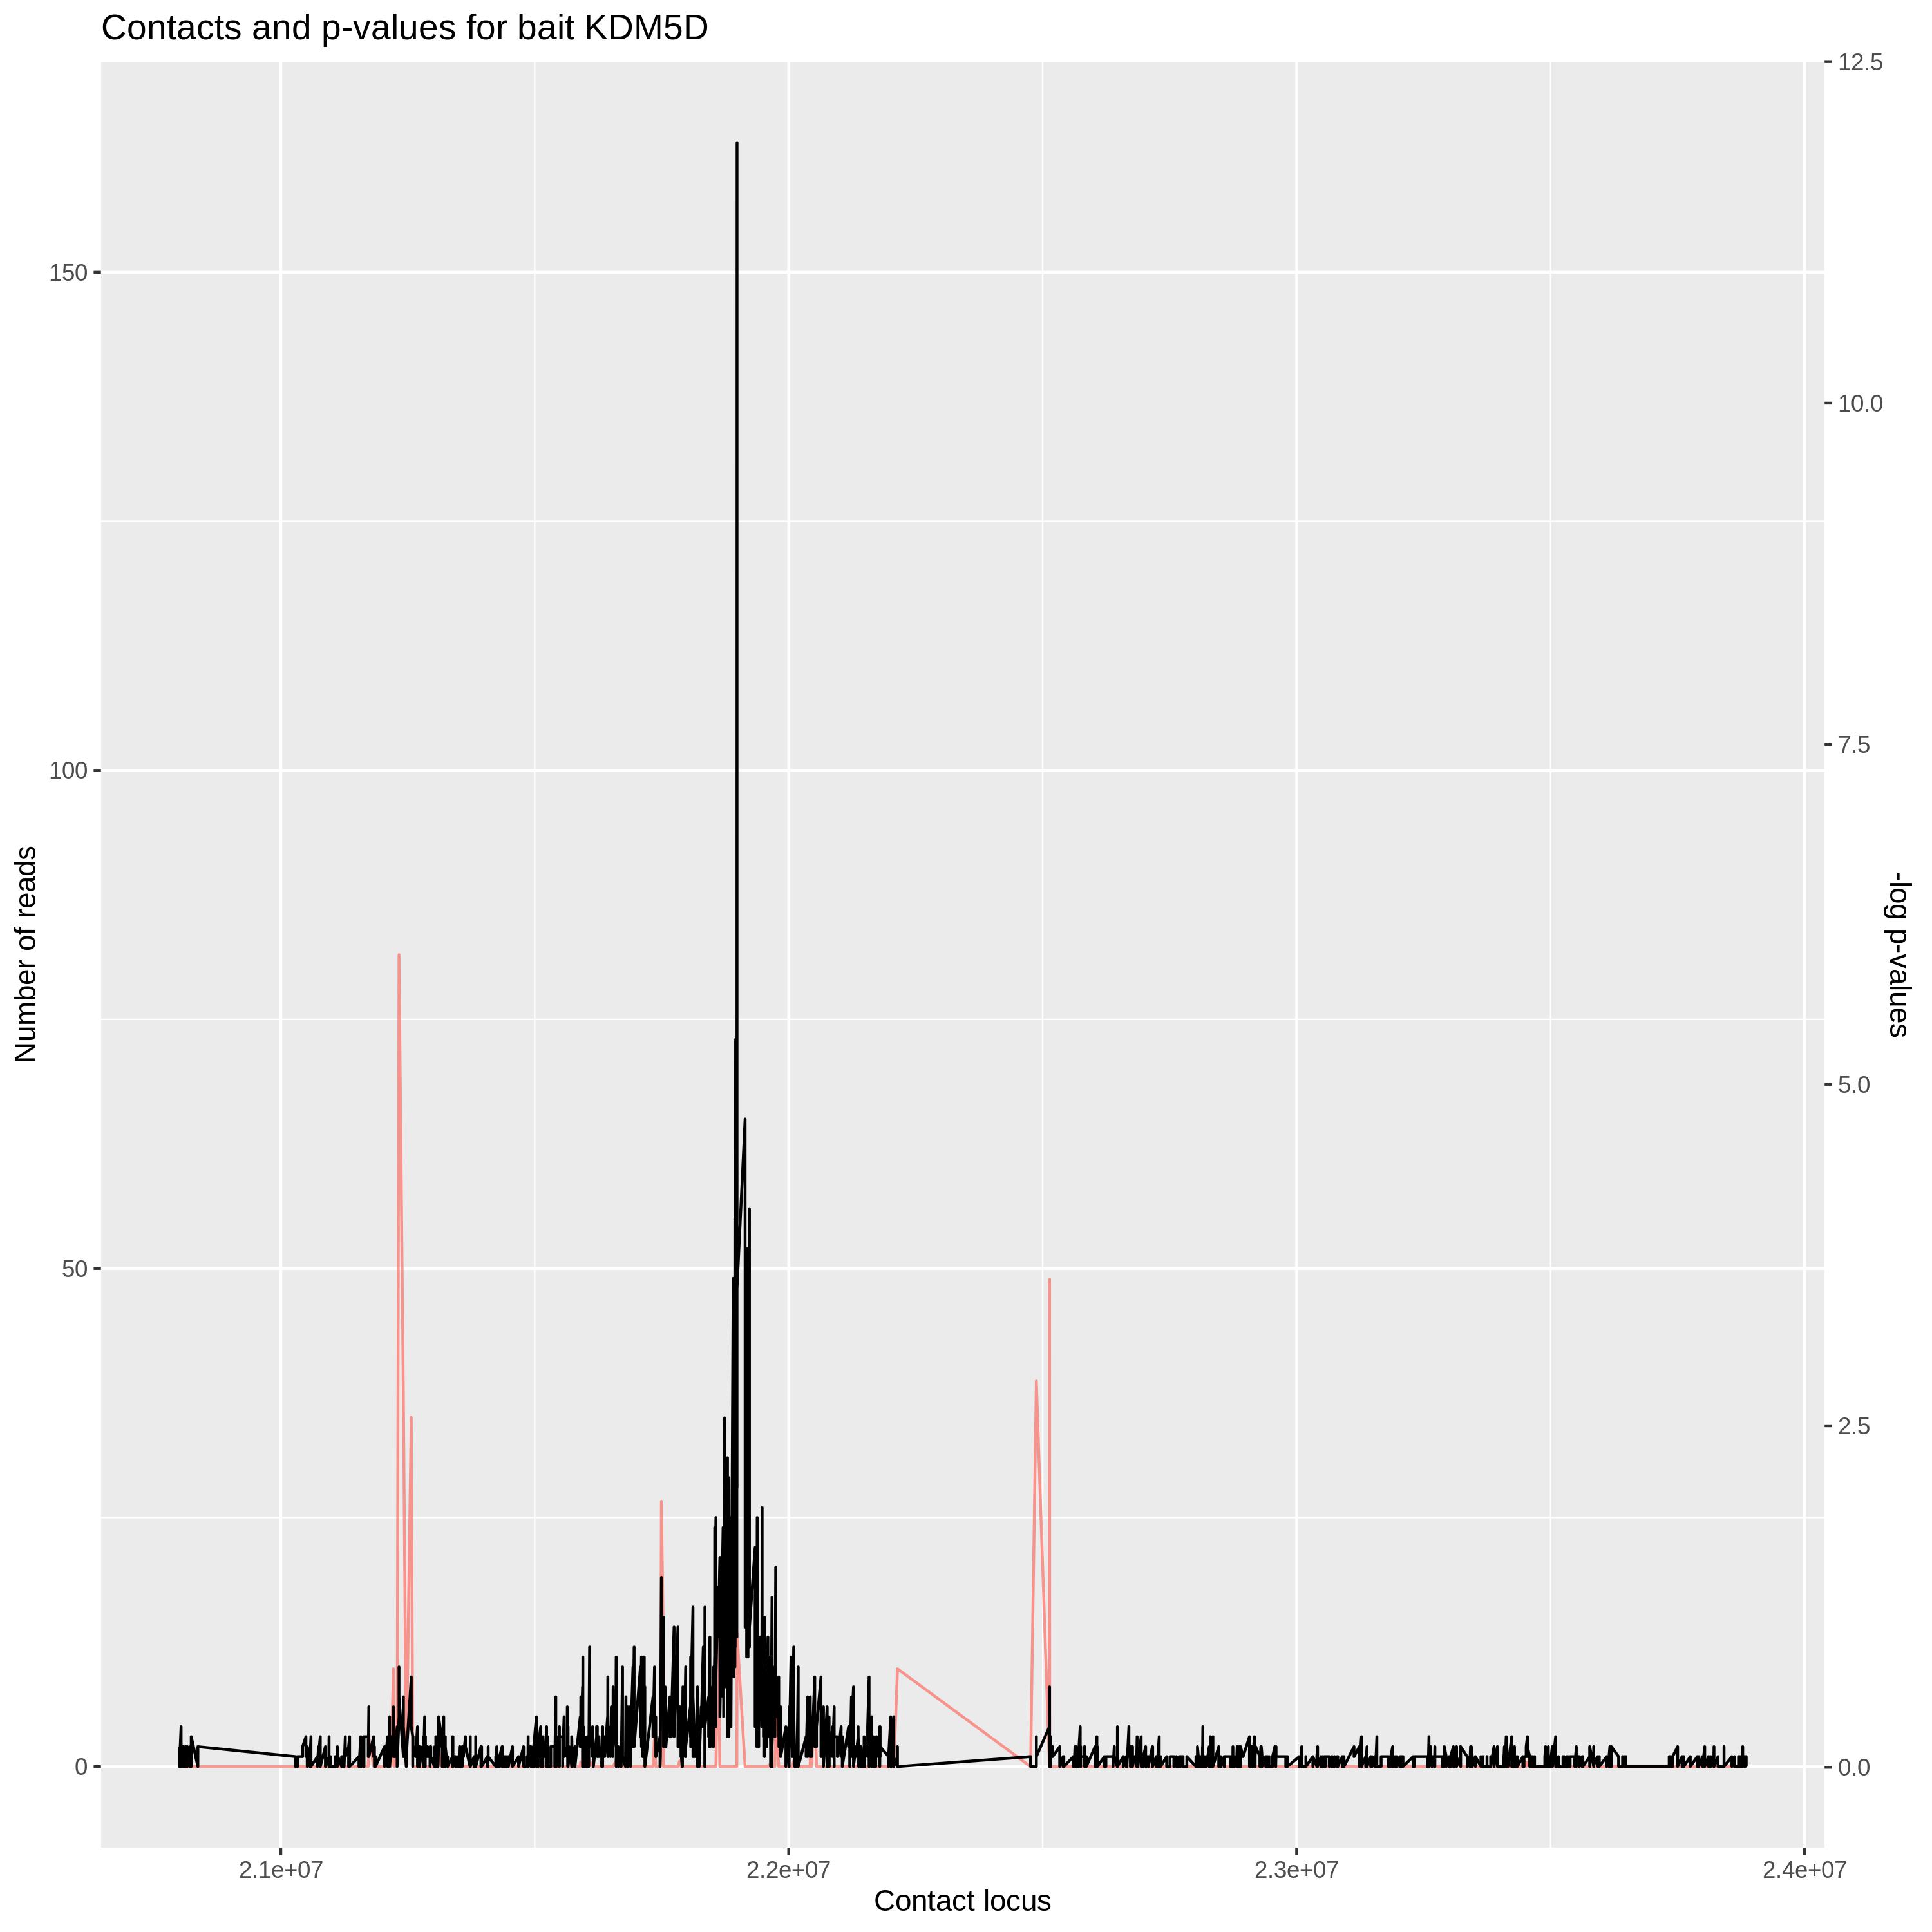 Contacts and p-values for bait KDM5D
12.5
150
10.0
100
7.5
Number of reads
-log p-values
5.0
50
2.5
0
0.0
2.1e+07
2.2e+07
2.3e+07
2.4e+07
Contact locus